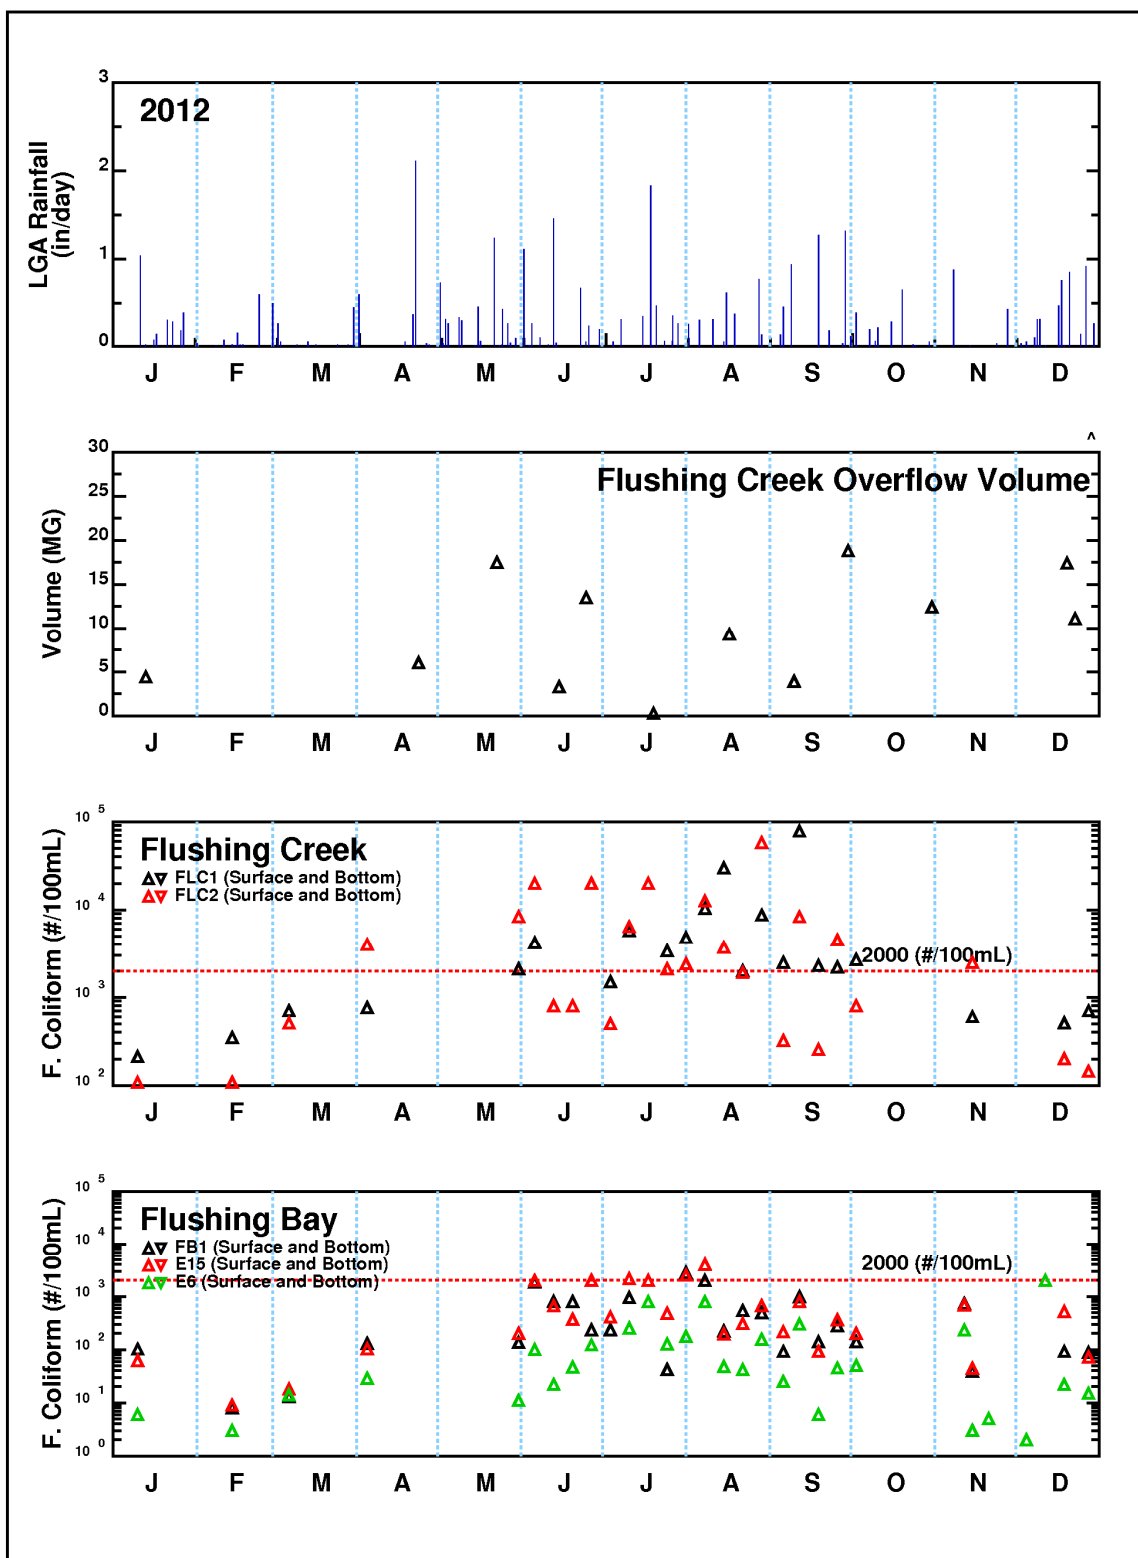 3
2012
2
1
0
LGA Rainfall
(in/day)
J F M A M J J A S O N D
^
30
Flushing Creek Overflow Volume
25
20
15
10
5
0
Volume (MG)
J F M A M J J A S O N D
10 5
Flushing Creek
FLC1 (Surface and Bottom)
FLC2 (Surface and Bottom)
10 4
2000 (#/100mL)
10 3
10 2
F. Coliform (#/100mL)
J F M A M J J A S O N D
10 5
Flushing Bay
FB1 (Surface and Bottom)
10 4
E15 (Surface and Bottom)
2000 (#/100mL)
E6 (Surface and Bottom)
10 3
10 2
10 1
10 0
F. Coliform (#/100mL)
J F M A M J J A S O N D